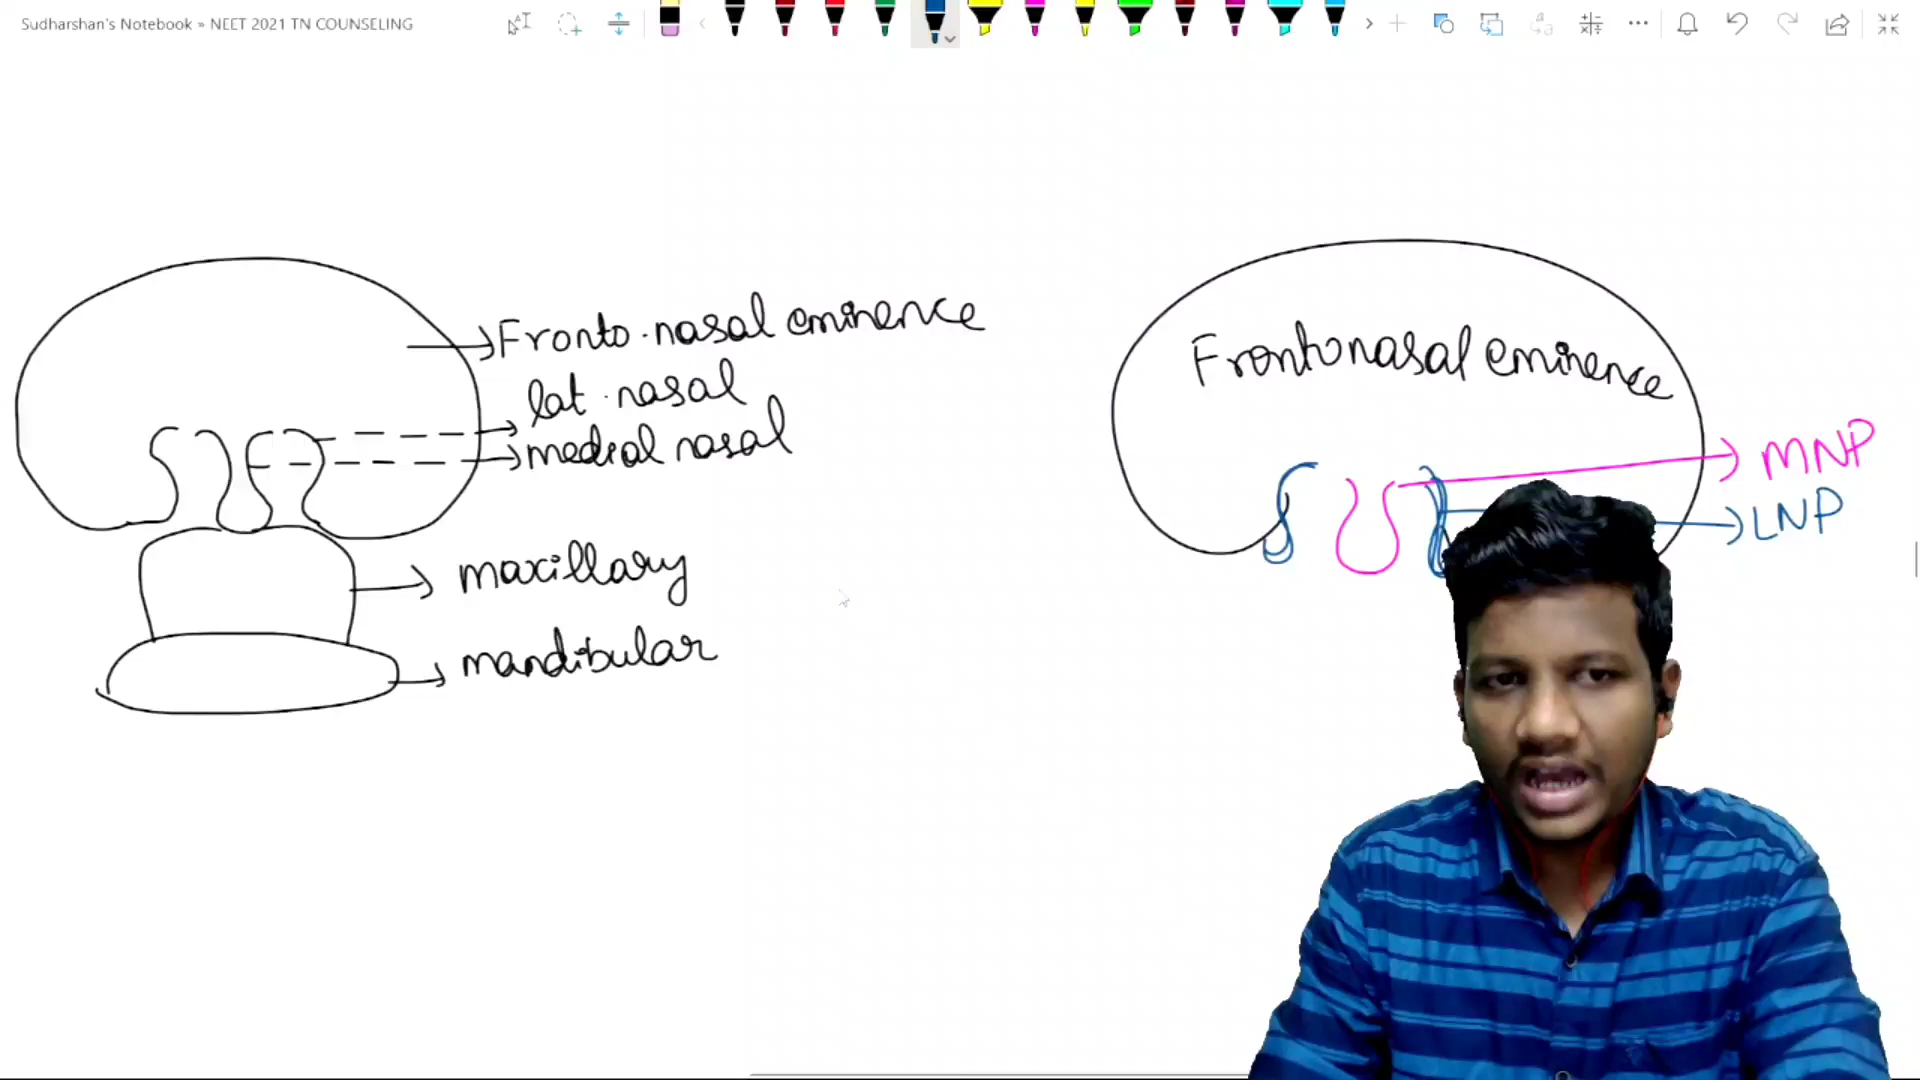 Sudharshan's Notebook » NEET 2021 TN COUNSELING
Fronto.nasal eminence
lat.nasal
medial nasal
maxillary
mandibular
Frontonasal eminence
MNP
LNP